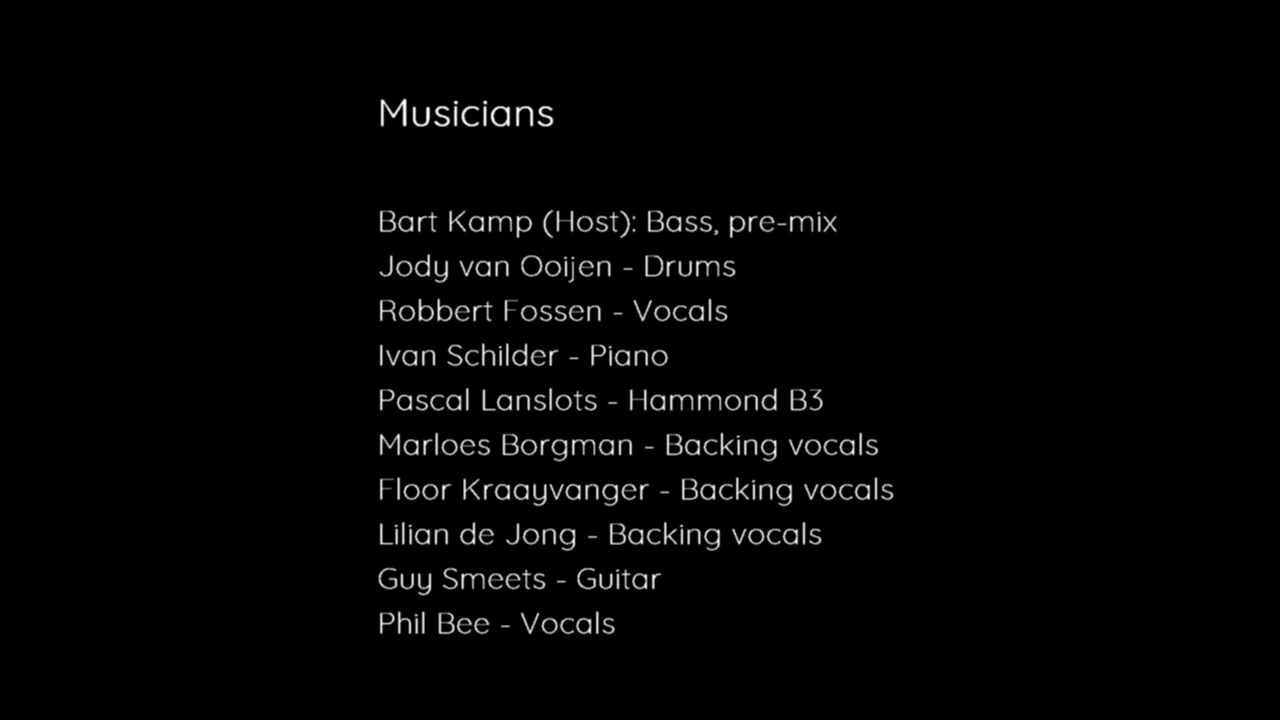 Musicians
Bart Kamp (Host): Bass, pre-mix
Jody van Ooijen - Drums
Robbert Fossen - Vocals
Ivan Schilder - Piano
Pascal Lanslots - Hammond B3
Marloes Borgman - Backing vocals
Floor Kraayvanger - Backing vocals
Lilian de Jong - Backing vocals
Guy Smeets - Guitar
Phil Bee - Vocals